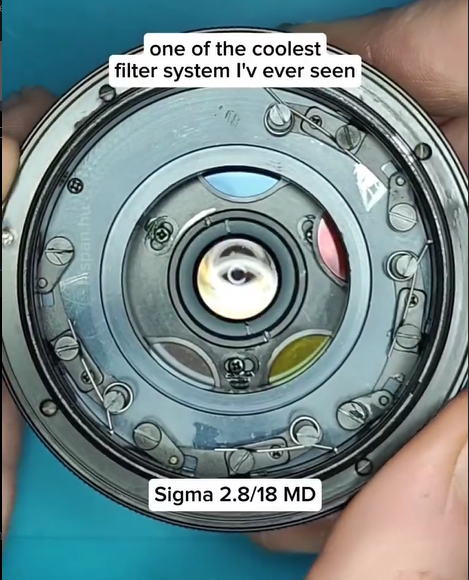 one of the coolest
filter system I'v ever seen
Sigma 2.8/18 MD